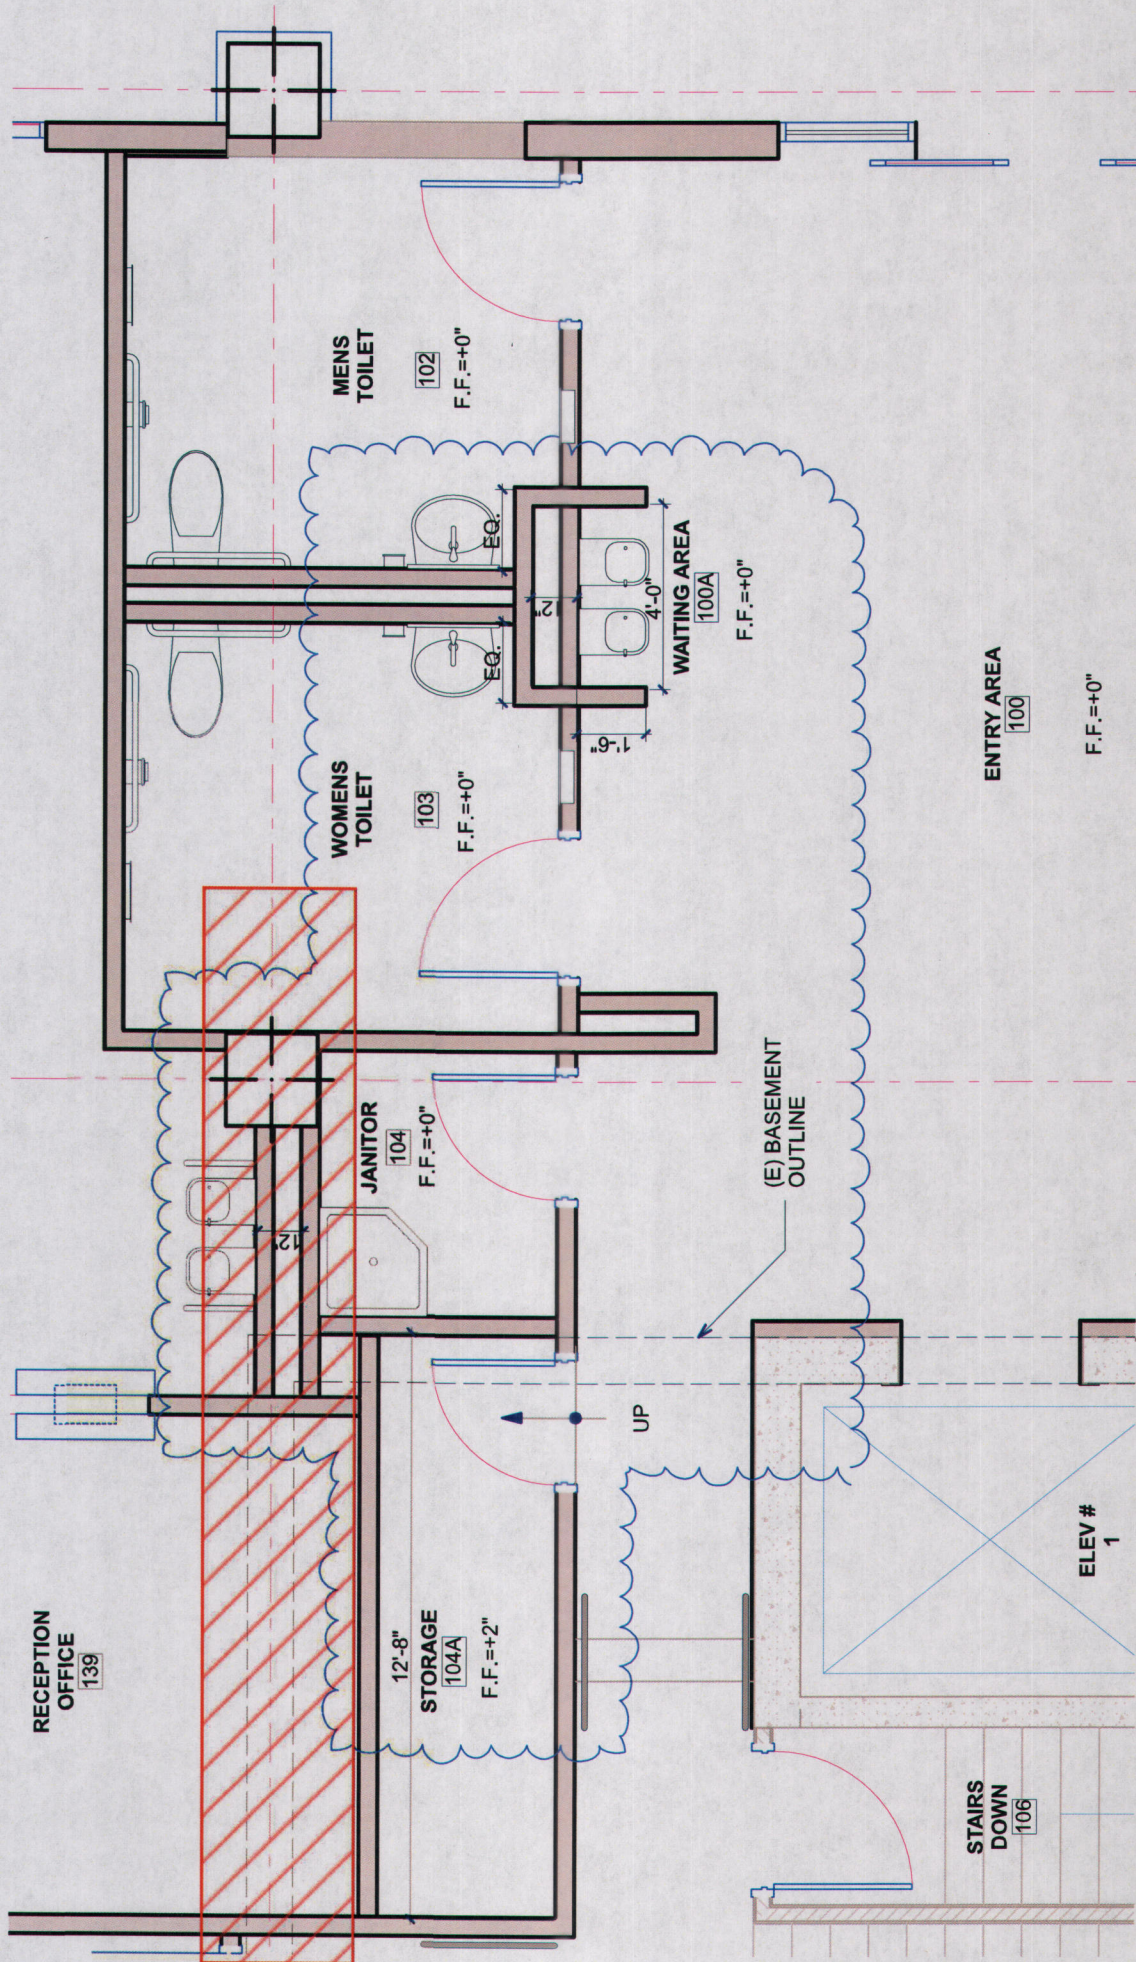 MENS
TOILET
102
F.F.=+0"
EQ.
EQ.
12"
4'-0"
WAITING AREA
100A
F.F.=+0"
1'-6"
WOMENS
TOILET
103
F.F.=+0"
ENTRY AREA
100
F.F.=+0"
JANITOR
104
F.F.=+0"
12"
(E) BASEMENT
OUTLINE
UP
RECEPTION
OFFICE
139
12'-8"
STORAGE
104A
F.F.=+2"
ELEV #
1
STAIRS
DOWN
106